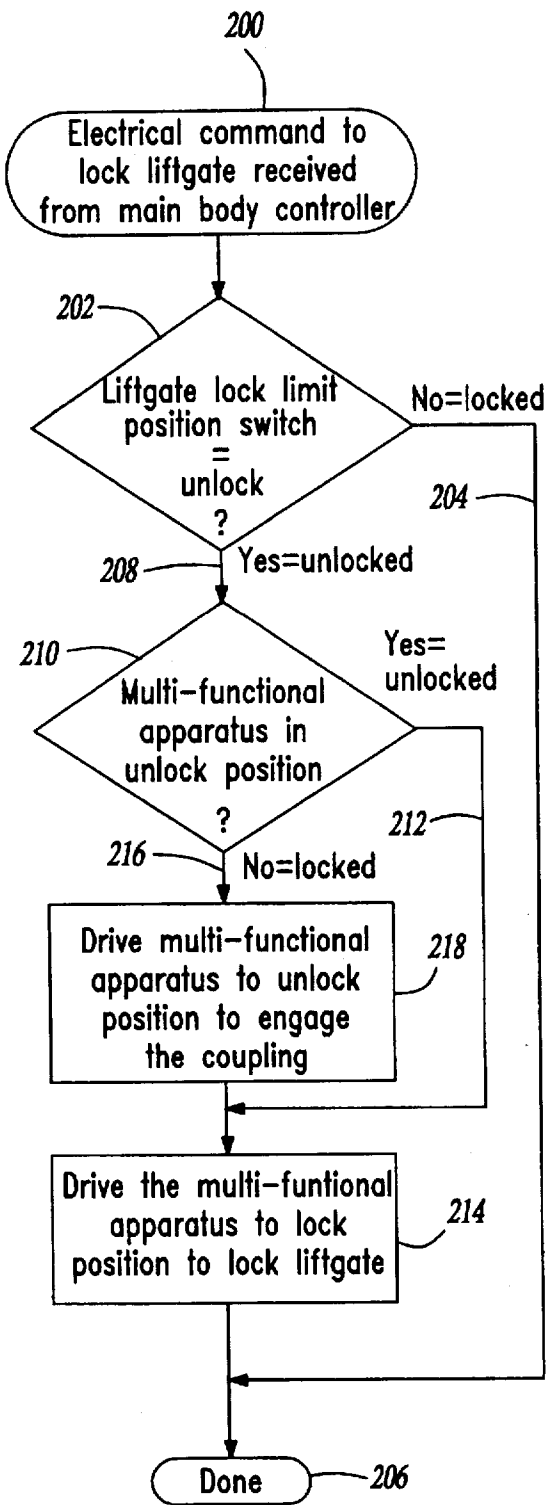 200
Electrical command to
lock liftgate received
from main body controller
202
Liftgate lock limit
position switch
=
unlock
?
No=locked
204
208
Yes=unlocked
210
Multi-functional
apparatus in
unlock position
?
Yes=
unlocked
212
216
No=locked
Drive multi-functional
apparatus to unlock
position to engage
the coupling
218
Drive the multi-funtional
apparatus to lock
position to lock liftgate
214
Done
206